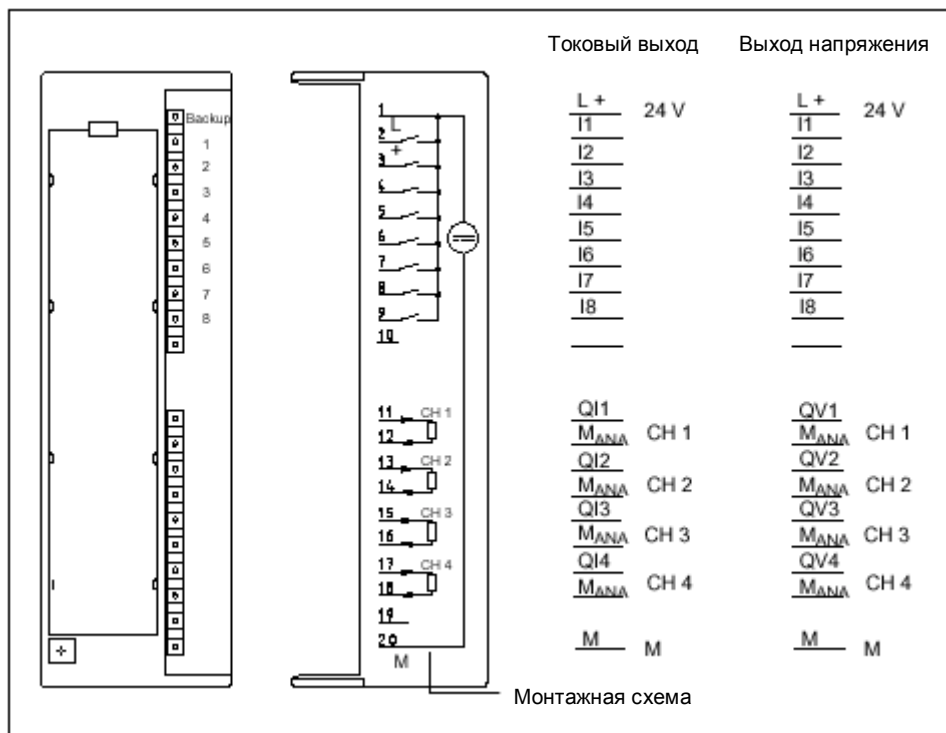 Токовый выход Выход напряжения
Backup
1
2
3
4
5
6
7
8
1
L
2
+
3
4
5
6
7
8
9
10
11 CH 1
12
13 CH 2
14
15 CH 3
16
17 CH 4
18
19
20
M
Монтажная схема
L + 24 V
I1
I2
I3
I4
I5
I6
I7
I8
QI1
MANA CH 1
QI2
MANA CH 2
QI3
MANA CH 3
QI4
MANA CH 4
M M
L + 24 V
I1
I2
I3
I4
I5
I6
I7
I8
QV1
MANA CH 1
QV2
MANA CH 2
QV3
MANA CH 3
QV4
MANA CH 4
M M